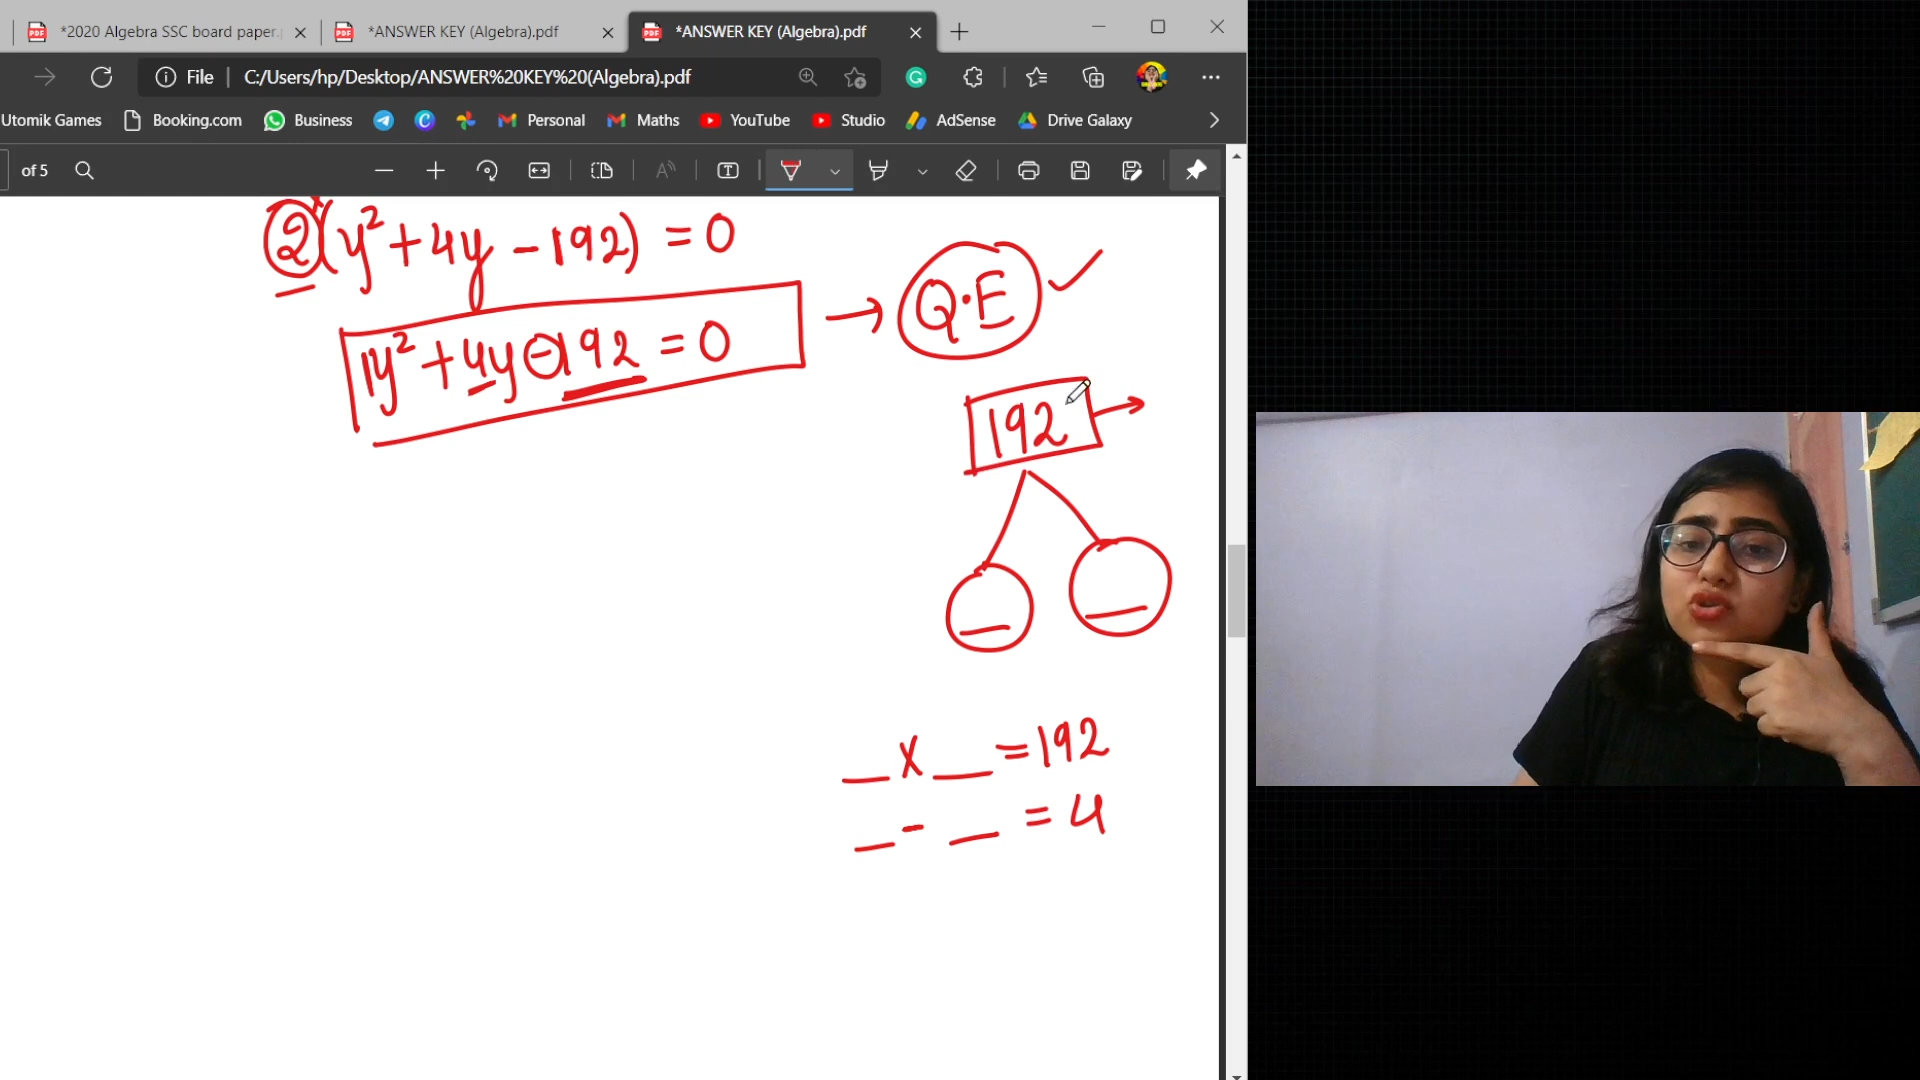 *2020 Algebra SSC board paper.p
*ANSWER KEY (Algebra).pdf
*ANSWER KEY (Algebra).pdf
File C:/Users/hp/Desktop/ANSWER%20KEY%20(Algebra).pdf
Utomik Games Booking.com Business Personal Maths YouTube Studio AdSense Drive Galaxy
of 5
2(y²+4y-192)=0
1y²+4y-192=0 → Q.E ✓
192 →
_ x _ = 192
_ - _ = 4